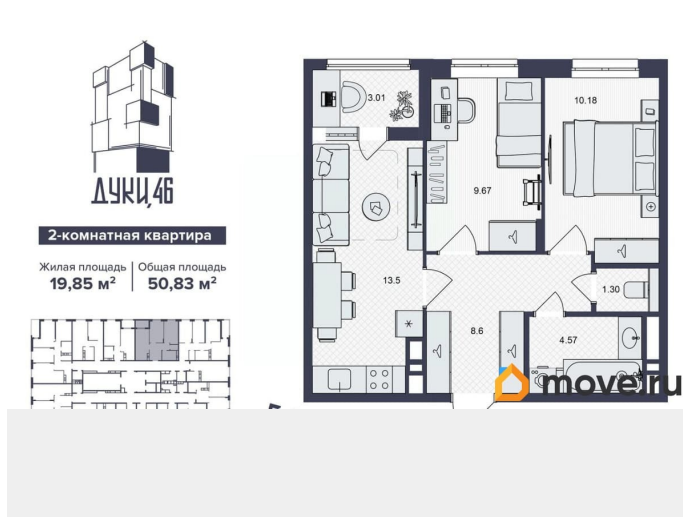 ДУКИ, 46
2-комнатная квартира
Жилая площадь
19,85 м²
Общая площадь
50,83 м²
3.01
10.18
9.67
13.5
1.30
8.6
4.57
move.ru